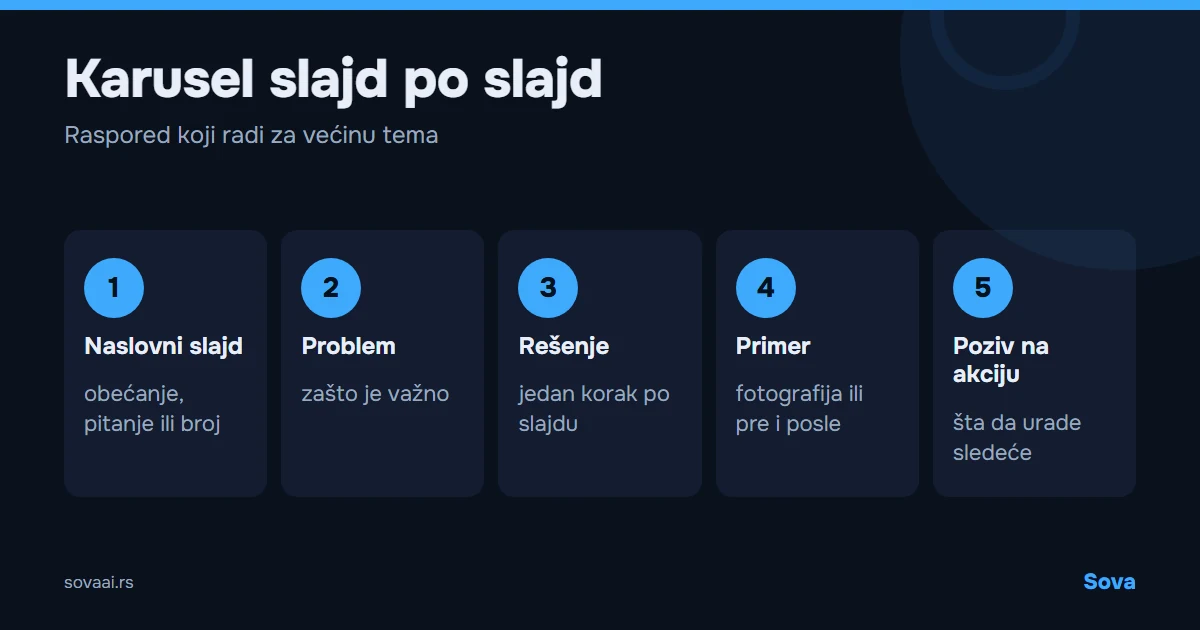 Karusel slajd po slajd
Raspored koji radi za većinu tema
1
Naslovni slajd
obećanje,
pitanje ili broj
2
Problem
zašto je važno
3
Rešenje
jedan korak po
slajdu
4
Primer
fotografija ili
pre i posle
5
Poziv na
akciju
šta da urade
sledeće
sovaai.rs
Sova